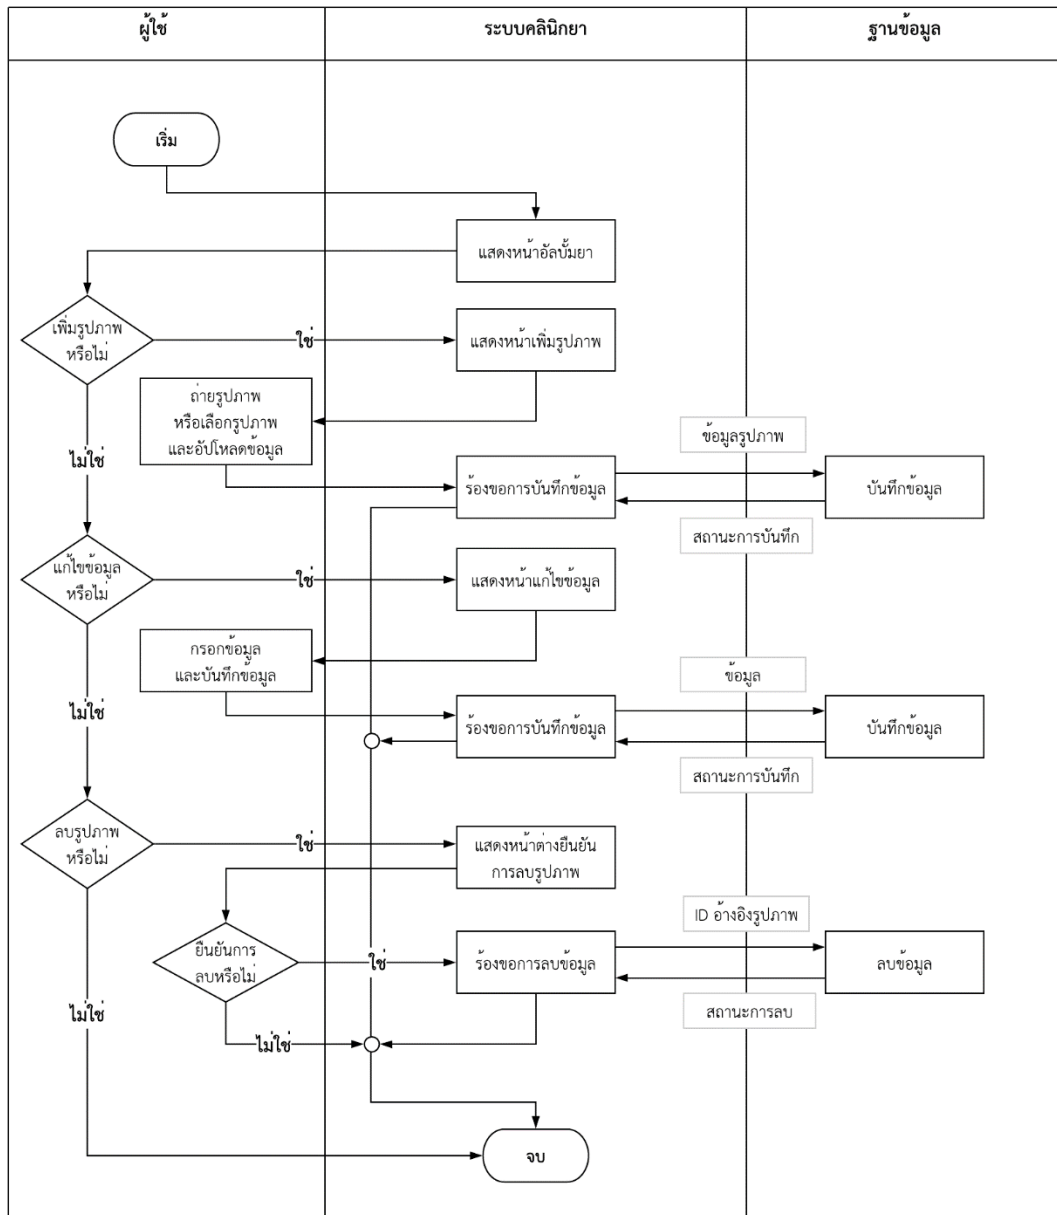 ผู้ใช้
ระบบคลินิกยา
ฐานข้อมูล
เริ่ม
แสดงหน้าอัลบั้มยา
เพิ่มรูปภาพ
หรือไม่
ใช่
แสดงหน้าเพิ่มรูปภาพ
ถ่ายรูปภาพ
หรือเลือกรูปภาพ
และอัปโหลดข้อมูล
ไม่ใช่
ข้อมูลรูปภาพ
ร้องขอการบันทึกข้อมูล
บันทึกข้อมูล
สถานะการบันทึก
แก้ไขข้อมูล
หรือไม่
ใช่
แสดงหน้าแก้ไขข้อมูล
กรอกข้อมูล
และบันทึกข้อมูล
ไม่ใช่
ข้อมูล
ร้องขอการบันทึกข้อมูล
บันทึกข้อมูล
สถานะการบันทึก
ลบรูปภาพ
หรือไม่
ใช่
แสดงหน้าต่างยืนยัน
การลบรูปภาพ
ID อ้างอิงรูปภาพ
ยืนยันการ
ลบหรือไม่
ใช่
ร้องขอการลบข้อมูล
ลบข้อมูล
สถานะการลบ
ไม่ใช่
ไม่ใช่
จบ